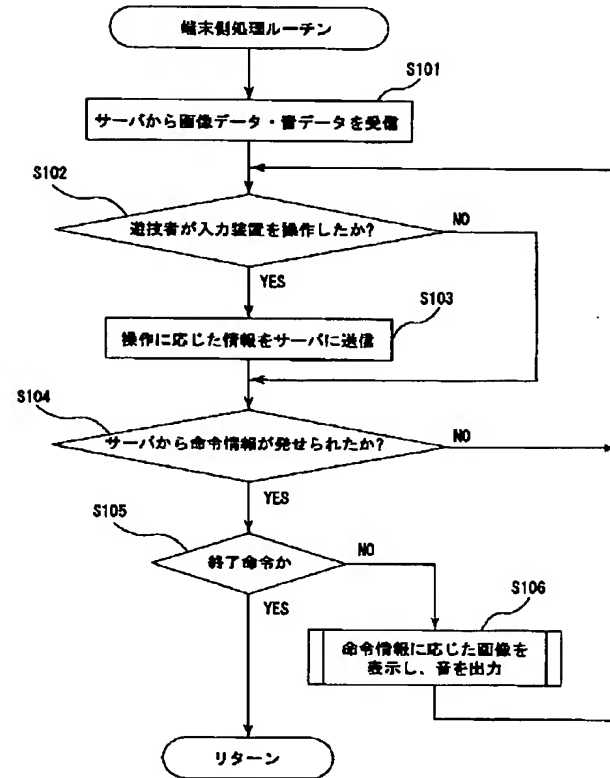 端末側処理ルーチン
S101
サーバから画像データ・音データを受信
S102
遊技者が入力装置を操作したか?
NO
YES
S103
操作に応じた情報をサーバに送信
S104
サーバから命令情報が発せられたか?
NO
YES
S105
終了命令か
NO
YES
S106
命令情報に応じた画像を
表示し、音を出力
リターン